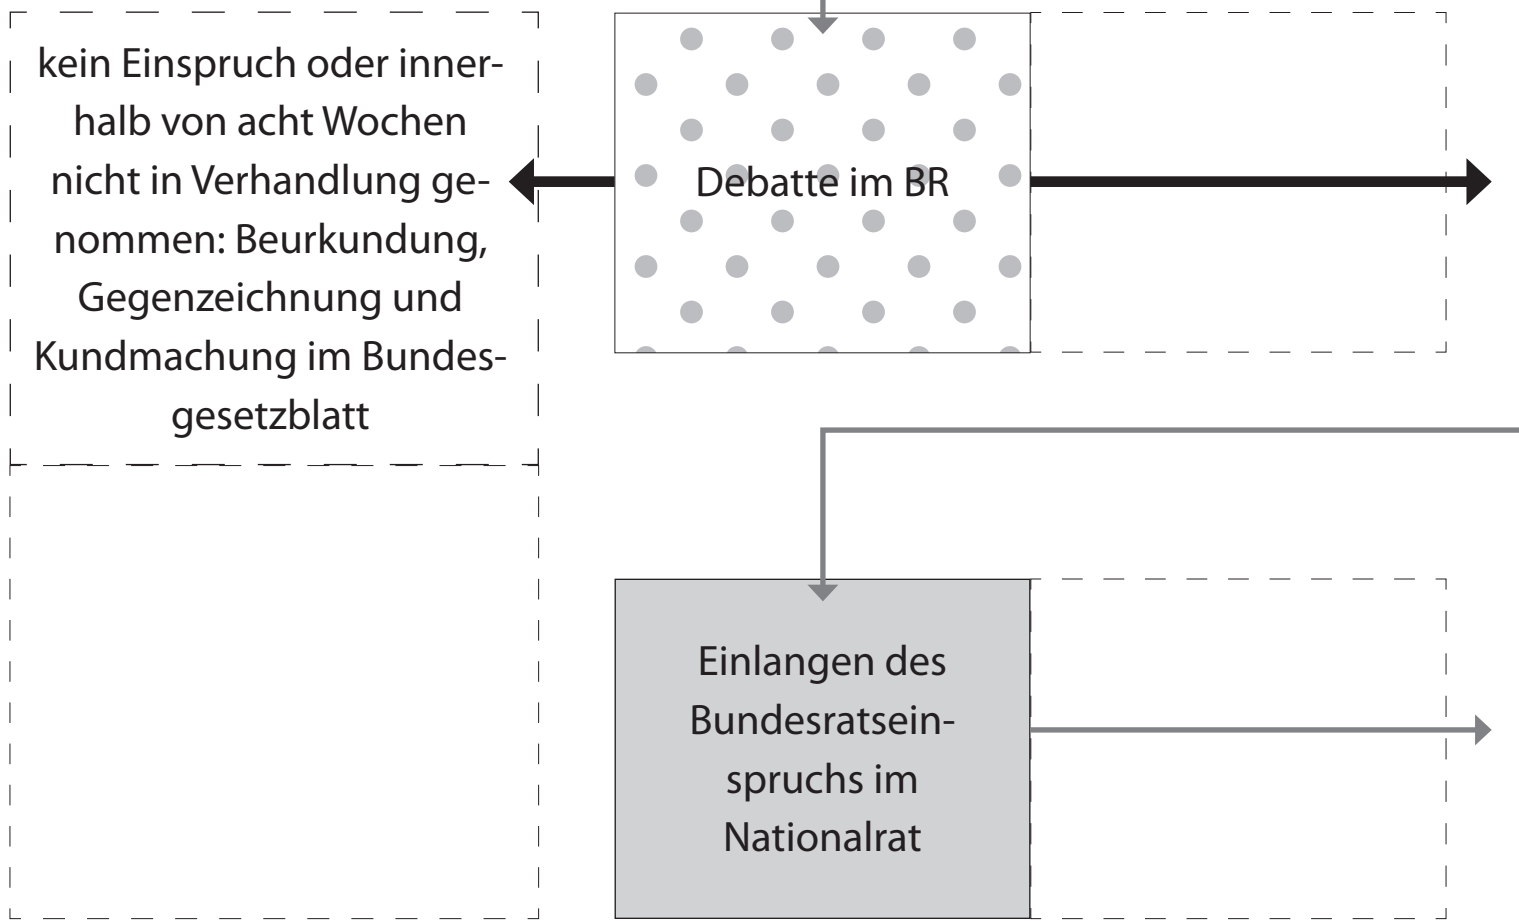 kein Einspruch oder inner-
halb von acht Wochen
nicht in Verhandlung ge-
nommen: Beurkundung,
Gegenzeichnung und
Kundmachung im Bundes-
gesetzblatt
Debatte im BR
Einlangen des
Bundesratsein-
spruchs im
Nationalrat